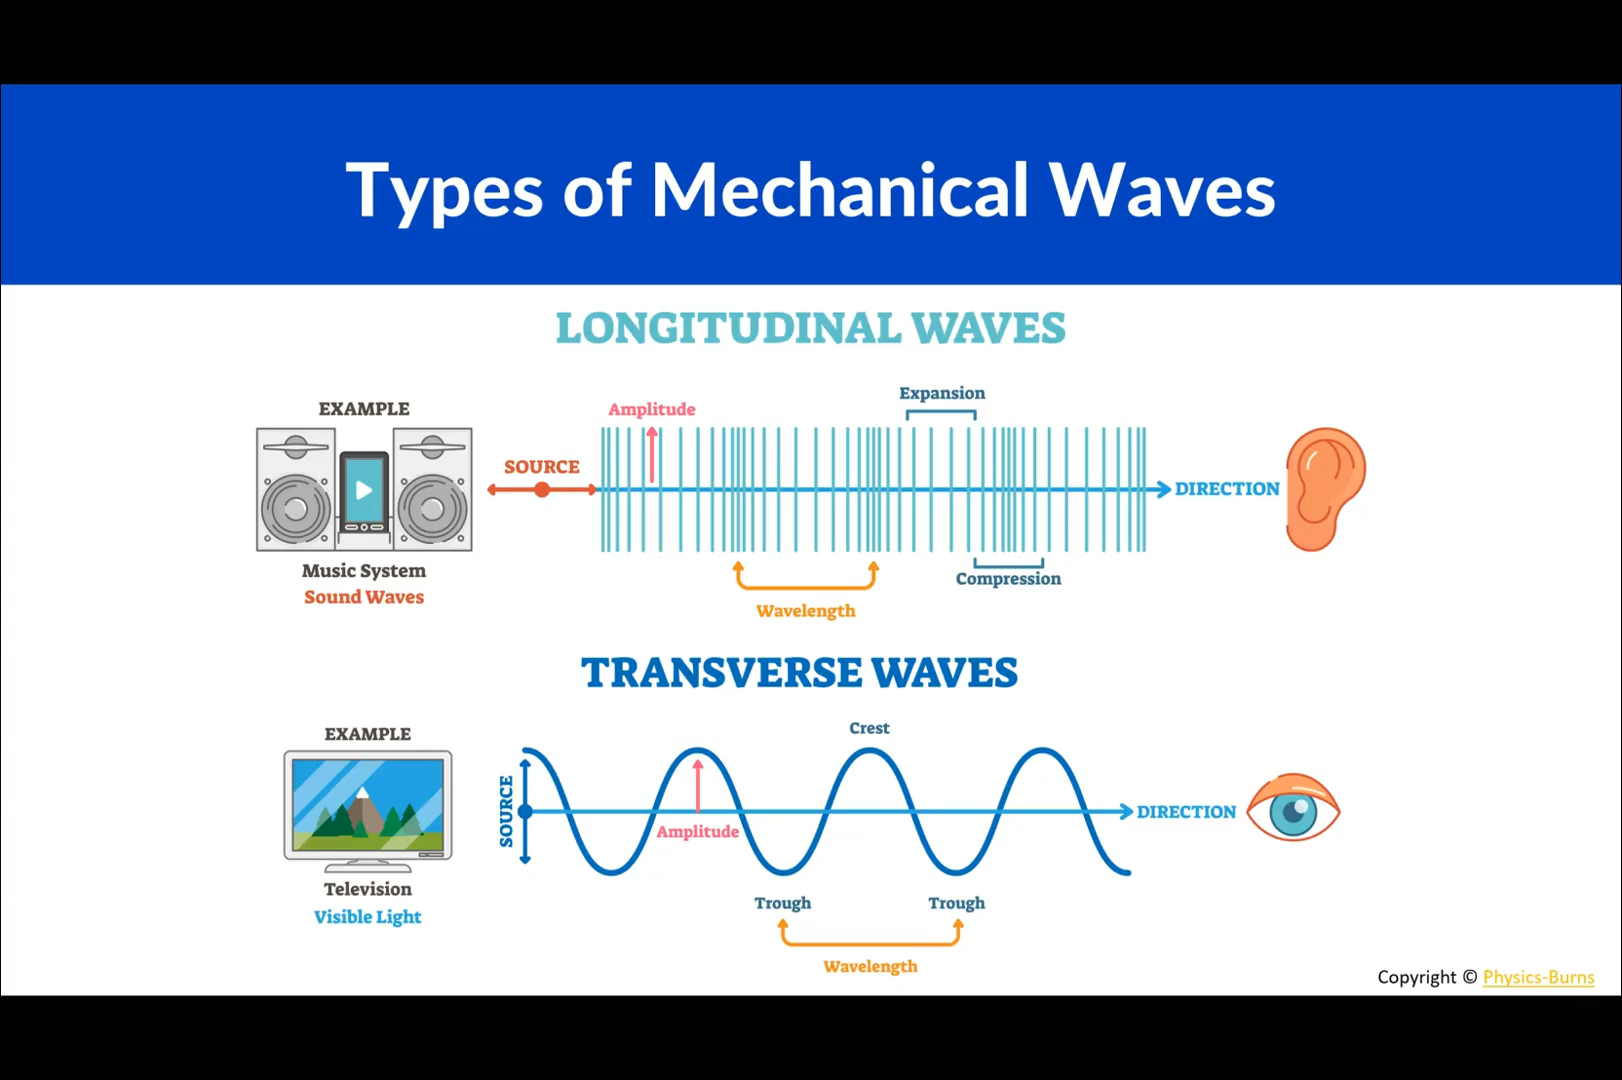 Types of Mechanical Waves
LONGITUDINAL WAVES
EXAMPLE
Music System
Sound Waves
SOURCE
Amplitude
Expansion
DIRECTION
Compression
Wavelength
TRANSVERSE WAVES
EXAMPLE
Television
Visible Light
SOURCE
Crest
Amplitude
DIRECTION
Trough Trough
Wavelength
Copyright © Physics-Burns